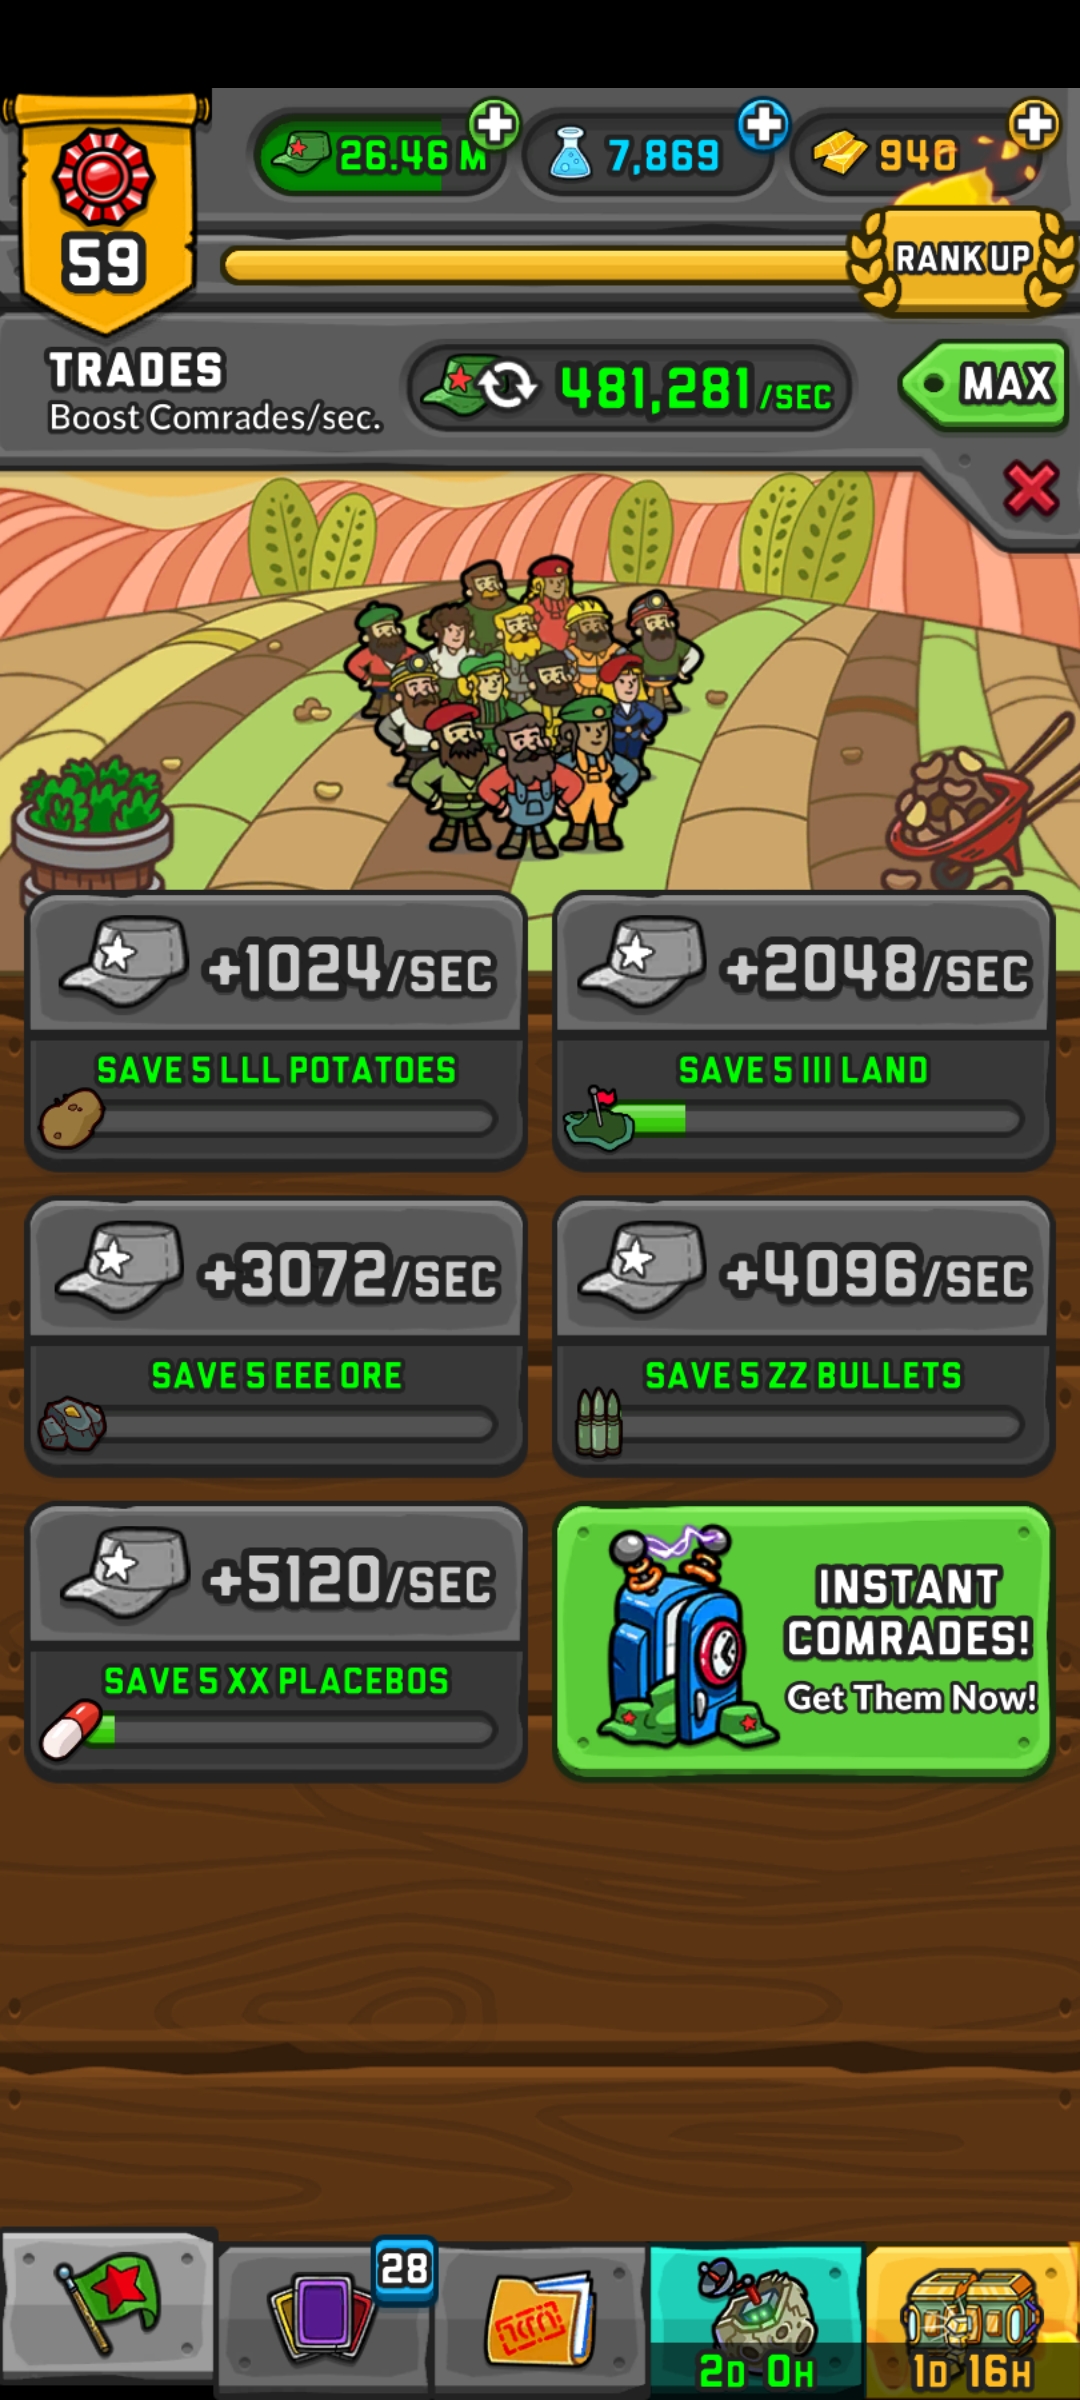 26.46 M
7,869
940
59
RANK UP
TRADES
Boost Comrades/sec.
481,281/SEC
MAX
+1024/SEC
SAVE 5 LLL POTATOES
+2048/SEC
SAVE 5 III LAND
+3072/SEC
SAVE 5 EEE ORE
+4096/SEC
SAVE 5 ZZ BULLETS
+5120/SEC
SAVE 5 XX PLACEBOS
INSTANT
COMRADES!
Get Them Now!
28
2D 0H
1D 16H